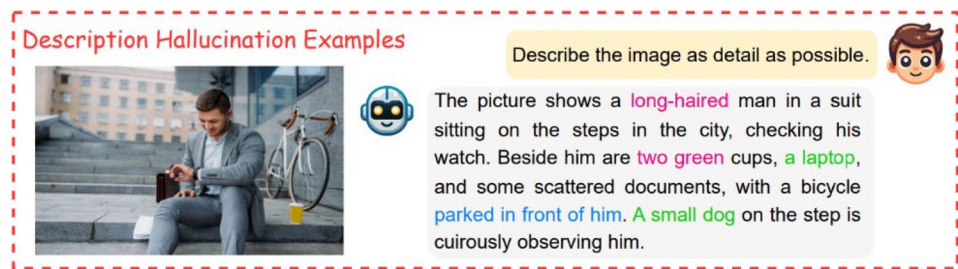 Description Hallucination Examples
Describe the image as detail as possible.
The picture shows a long-haired man in a suit
sitting on the steps in the city, checking his
watch. Beside him are two green cups, a laptop,
and some scattered documents, with a bicycle
parked in front of him. A small dog on the step is
cuirously observing him.